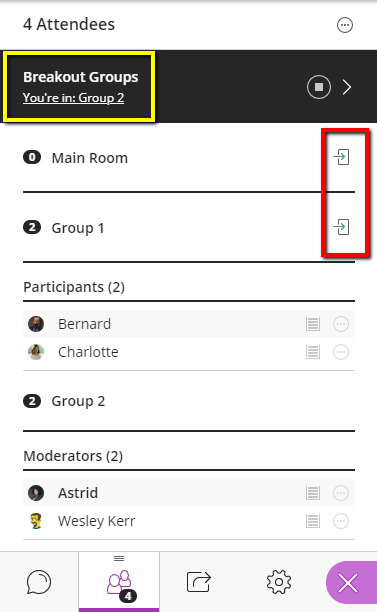 4 Attendees
Breakout Groups
You're in: Group 2
0 Main Room
2 Group 1
Participants (2)
Bernard
Charlotte
2 Group 2
Moderators (2)
Astrid
Wesley Kerr
4